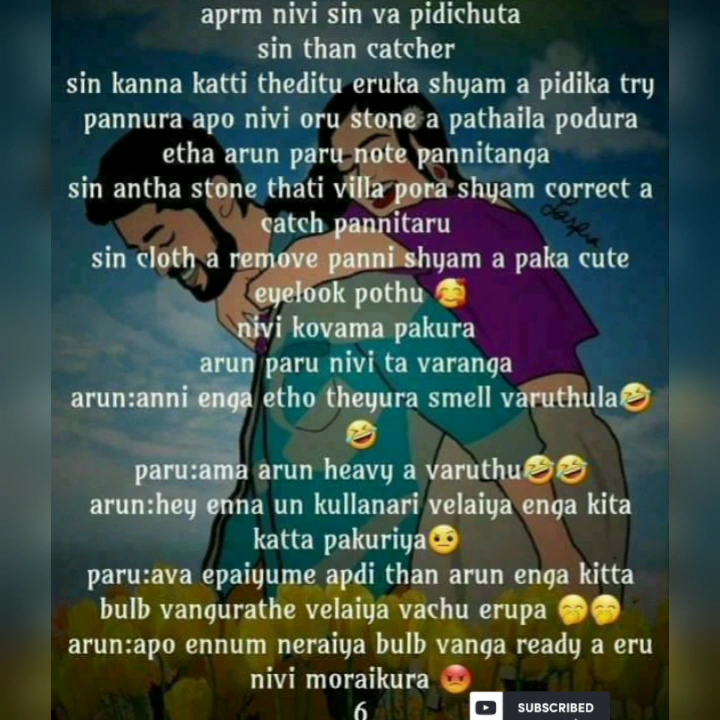 aprm nivi sin va pidichuta
sin than catcher
sin kanna katti theditu eruka shyam a pidika try
pannura apo nivi oru stone a pathaila podura
etha arun paru note pannitanga
sin antha stone thati villa pora shyam correct a
catch pannitaru
sin cloth a remove panni shyam a paka cute
eyelook pothu 🥰
nivi kovama pakura
arun paru nivi ta varanga
arun:anni enga etho theyura smell varuthula🤣
🤣
paru:ama arun heavy a varuthu🤣🤣
arun:hey enna un kullanari velaiya enga kita
katta pakuriya🤨
paru:ava epaiyume apdi than arun enga kitta
bulb vangurathe velaiya vachu erupa 🤭🤭
arun:apo ennum neraiya bulb vanga ready a eru
nivi moraikura 😡
6
SUBSCRIBED